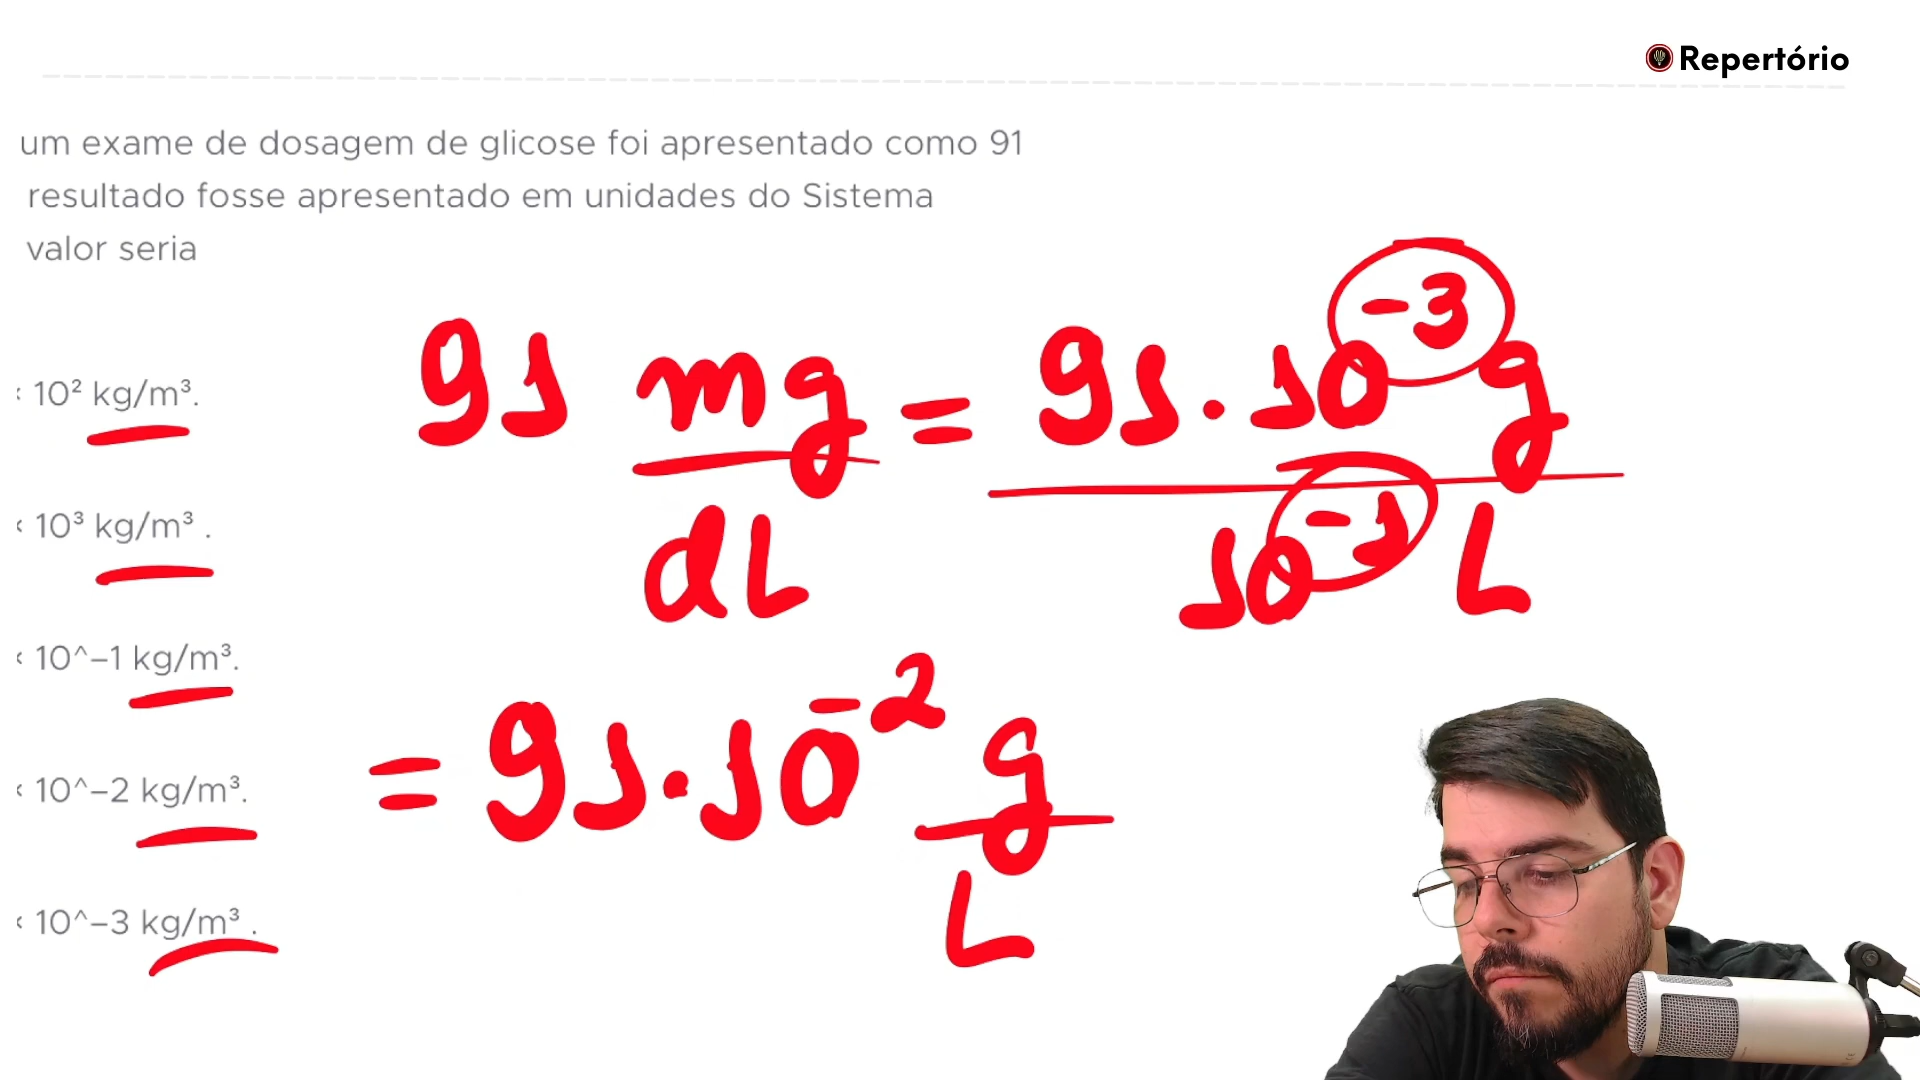 Repertório
um exame de dosagem de glicose foi apresentado como 91
resultado fosse apresentado em unidades do Sistema
valor seria
10² kg/m³.
10³ kg/m³ .
10^–1 kg/m³.
10^–2 kg/m³.
10^–3 kg/m³ .
91 mg/dL = 91 · 10⁻³ g / 10⁻¹ L
= 91 · 10⁻² g/L